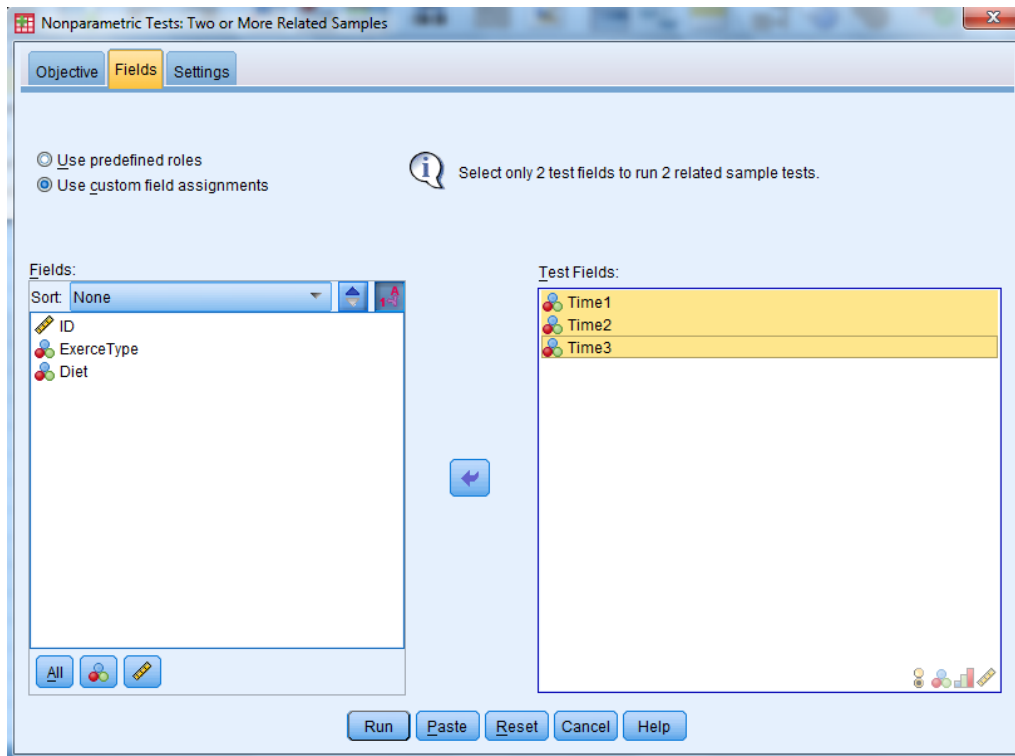 Nonparametric Tests: Two or More Related Samples
Objective Fields Settings
Use predefined roles
Use custom field assignments
Select only 2 test fields to run 2 related sample tests.
Fields:
Sort: None
ID
ExerceType
Diet
Test Fields:
Time1
Time2
Time3
All
Run Paste Reset Cancel Help